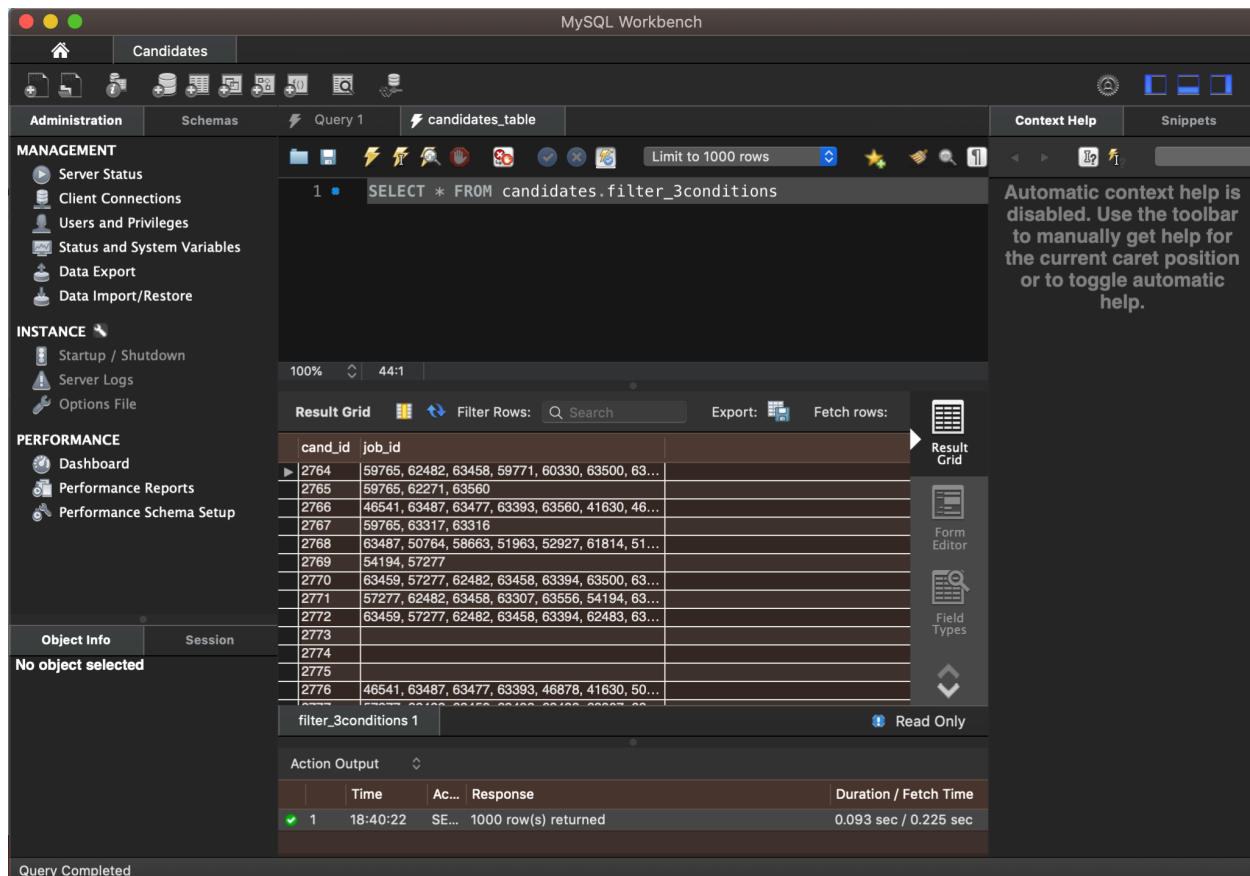 MySQL Workbench
Candidates
Administration
Schemas
MANAGEMENT
Server Status
Client Connections
Users and Privileges
Status and System Variables
Data Export
Data Import/Restore
INSTANCE
Startup / Shutdown
Server Logs
Options File
PERFORMANCE
Dashboard
Performance Reports
Performance Schema Setup
Object Info
Session
No object selected
Query 1
candidates_table
Limit to 1000 rows
1
SELECT * FROM candidates.filter_3conditions
100%
44:1
Result Grid
Filter Rows:
Search
Export:
Fetch rows:
cand_id job_id
2764 59765, 62482, 63458, 59771, 60330, 63500, 63...
2765 59765, 62271, 63560
2766 46541, 63487, 63477, 63393, 63560, 41630, 46...
2767 59765, 63317, 63316
2768 63487, 50764, 58663, 51963, 52927, 61814, 51...
2769 54194, 57277
2770 63459, 57277, 62482, 63458, 63394, 63500, 63...
2771 57277, 62482, 63458, 63307, 63556, 54194, 63...
2772 63459, 57277, 62482, 63458, 63394, 62483, 63...
2773
2774
2775
2776 46541, 63487, 63477, 63393, 46878, 41630, 50...
Result
Grid
Form
Editor
Field
Types
filter_3conditions 1
Read Only
Action Output
Time Ac... Response Duration / Fetch Time
1 18:40:22 SE... 1000 row(s) returned 0.093 sec / 0.225 sec
Context Help
Snippets
Automatic context help is
disabled. Use the toolbar
to manually get help for
the current caret position
or to toggle automatic
help.
Query Completed